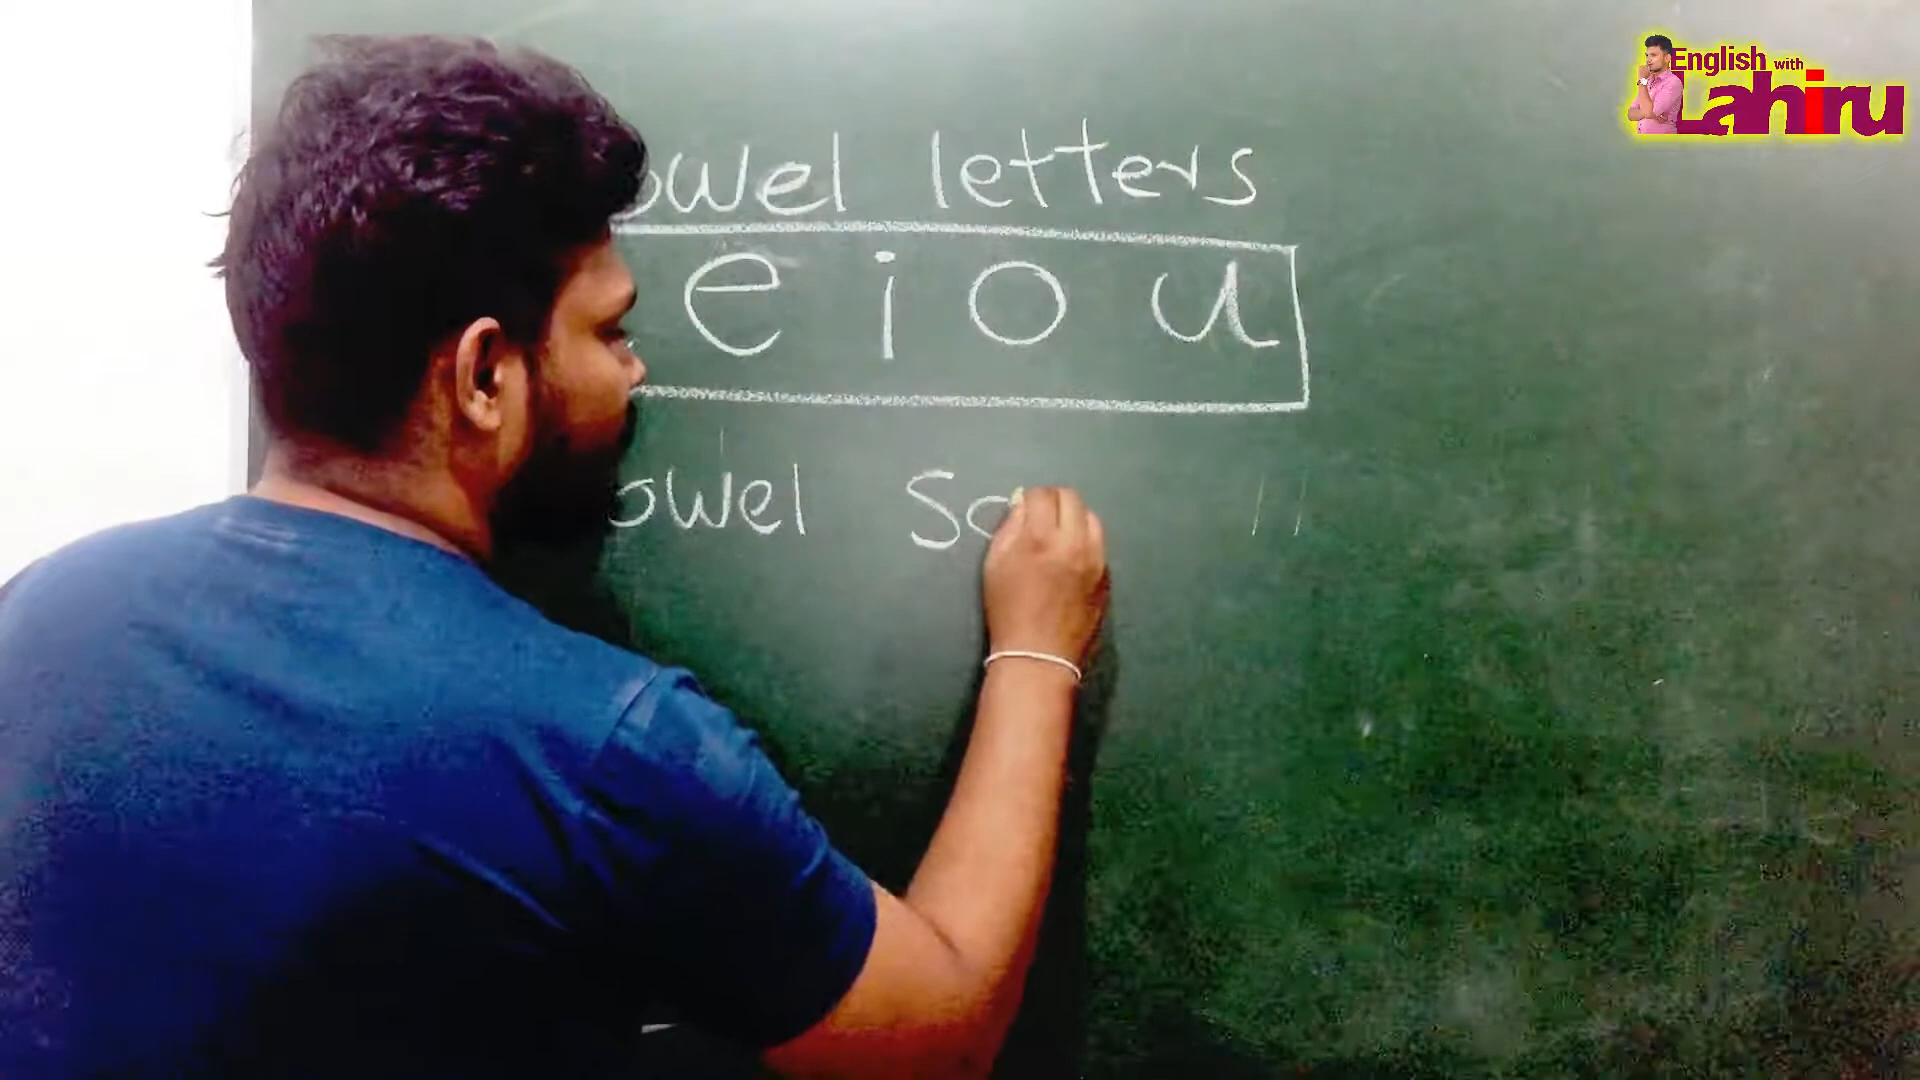 owel letters
e i o u
owel So
English with
Lahiru